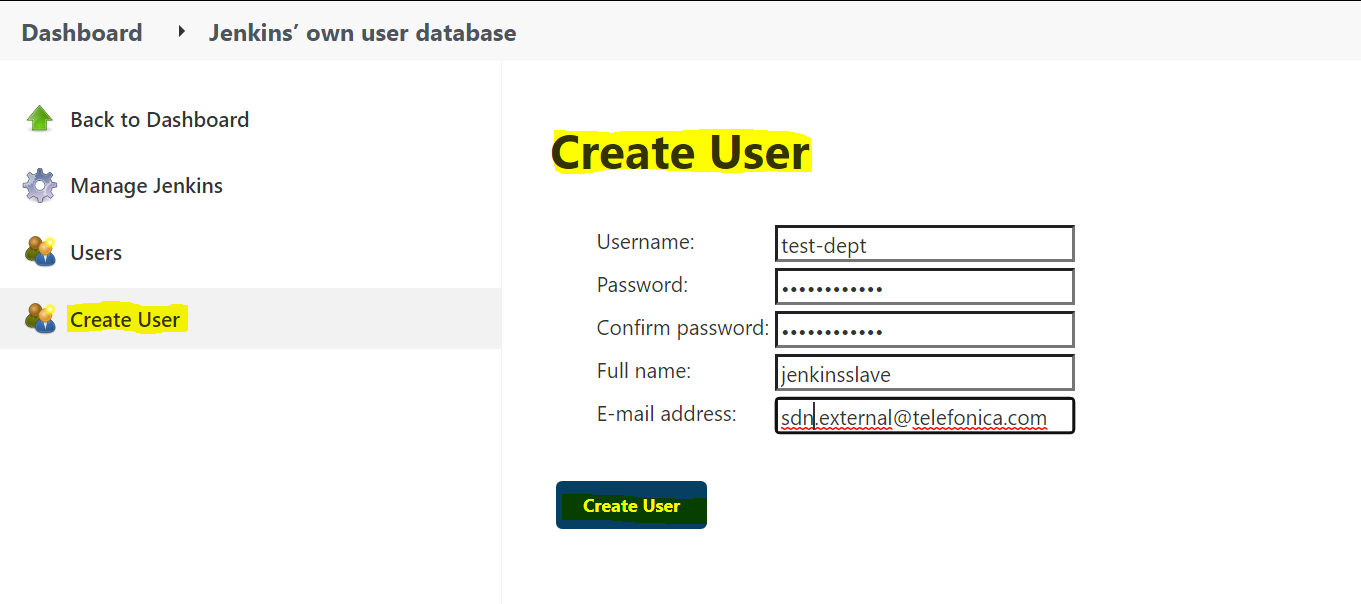 Dashboard Jenkins’ own user database
Back to Dashboard
Manage Jenkins
Users
Create User
Create User
Username: test-dept
Password: ••••••••••••
Confirm password: ••••••••••••
Full name: jenkinsslave
E-mail address: sdn.external@telefonica.com
Create User